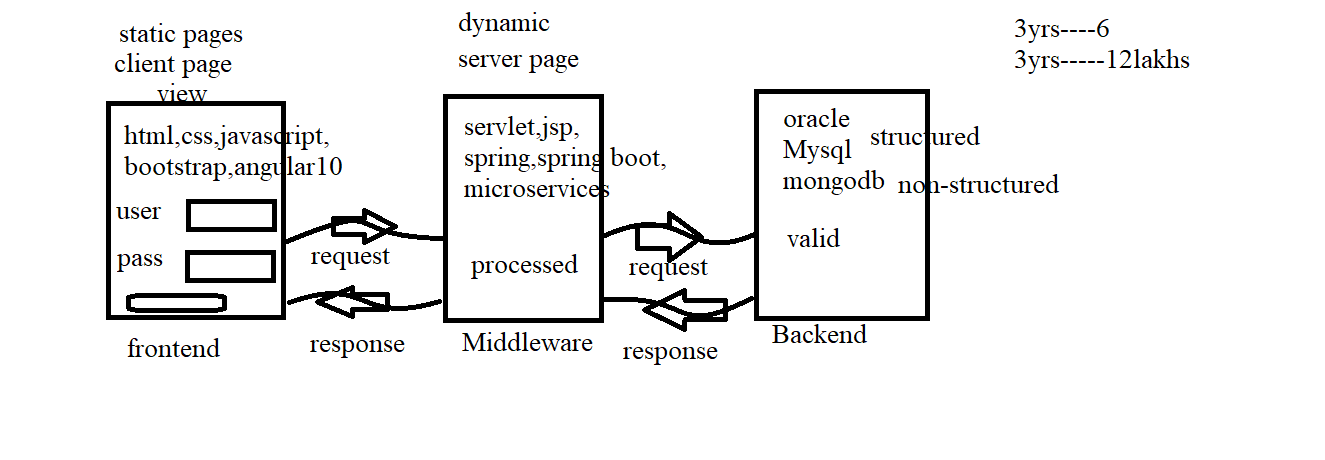 static pages
client page
view
html,css,javascript,
bootstrap,angular10
user
pass
frontend
request
response
dynamic
server page
servlet,jsp,
spring,spring boot,
microservices
processed
Middleware
request
response
oracle
structured
Mysql
mongodb non-structured
valid
Backend
3yrs----6
3yrs-----12lakhs